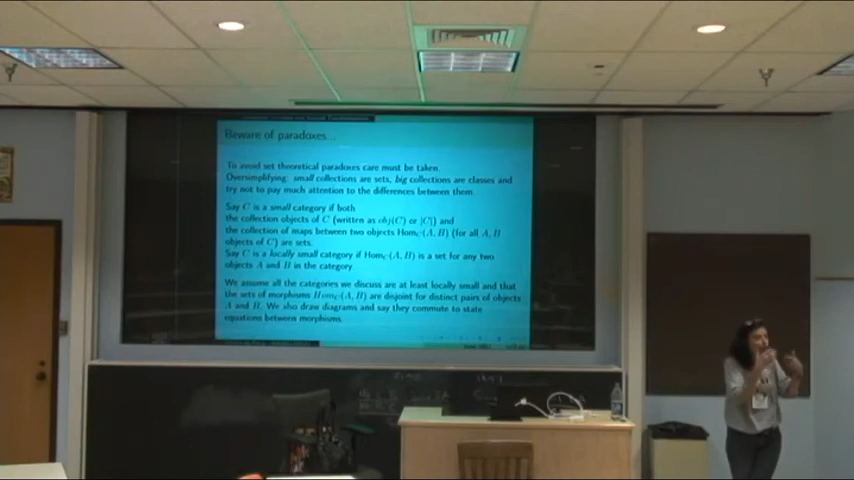 Beware of paradoxes...
To avoid set theoretical paradoxes care must be taken.
Oversimplifying: small collections are sets, big collections are classes and
try not to pay much attention to the differences between them.
Say C is a small category if both
the collection objects of C (written as obj(C) or |C|) and
the collection of maps between two objects Hom_C(A, B) (for all A, B
objects of C) are sets.
Say C is a locally small category if Hom_C(A, B) is a set for any two
objects A and B in the category
We assume all the categories we discuss are at least locally small and that
the sets of morphisms Hom_C(A, B) are disjoint for distinct pairs of objects
A and B. We also draw diagrams and say they commute to state
equations between morphisms.